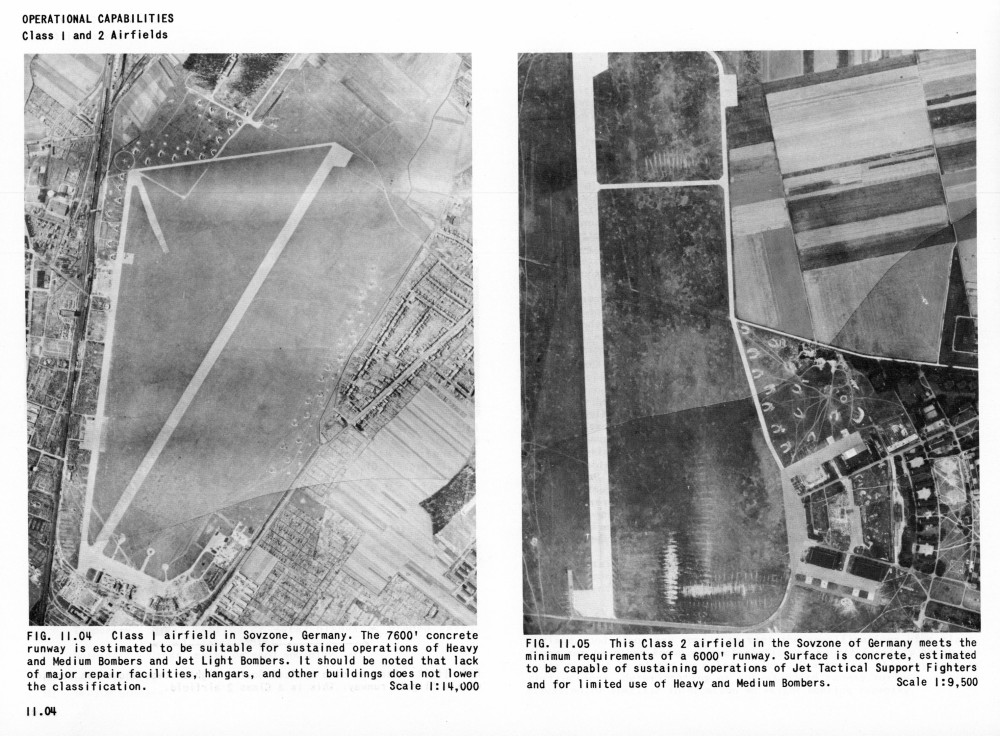 OPERATIONAL CAPABILITIES
Class 1 and 2 Airfields
FIG. 11.04 Class 1 airfield in Sovzone, Germany. The 7600' concrete
runway is estimated to be suitable for sustained operations of Heavy
and Medium Bombers and Jet Light Bombers. It should be noted that lack
of major repair facilities, hangars, and other buildings does not lower
the classification. Scale 1:14,000
11.04
FIG. 11.05 This Class 2 airfield in the Sovzone of Germany meets the
minimum requirements of a 6000' runway. Surface is concrete, estimated
to be capable of sustaining operations of Jet Tactical Support Fighters
and for limited use of Heavy and Medium Bombers. Scale 1:9,500